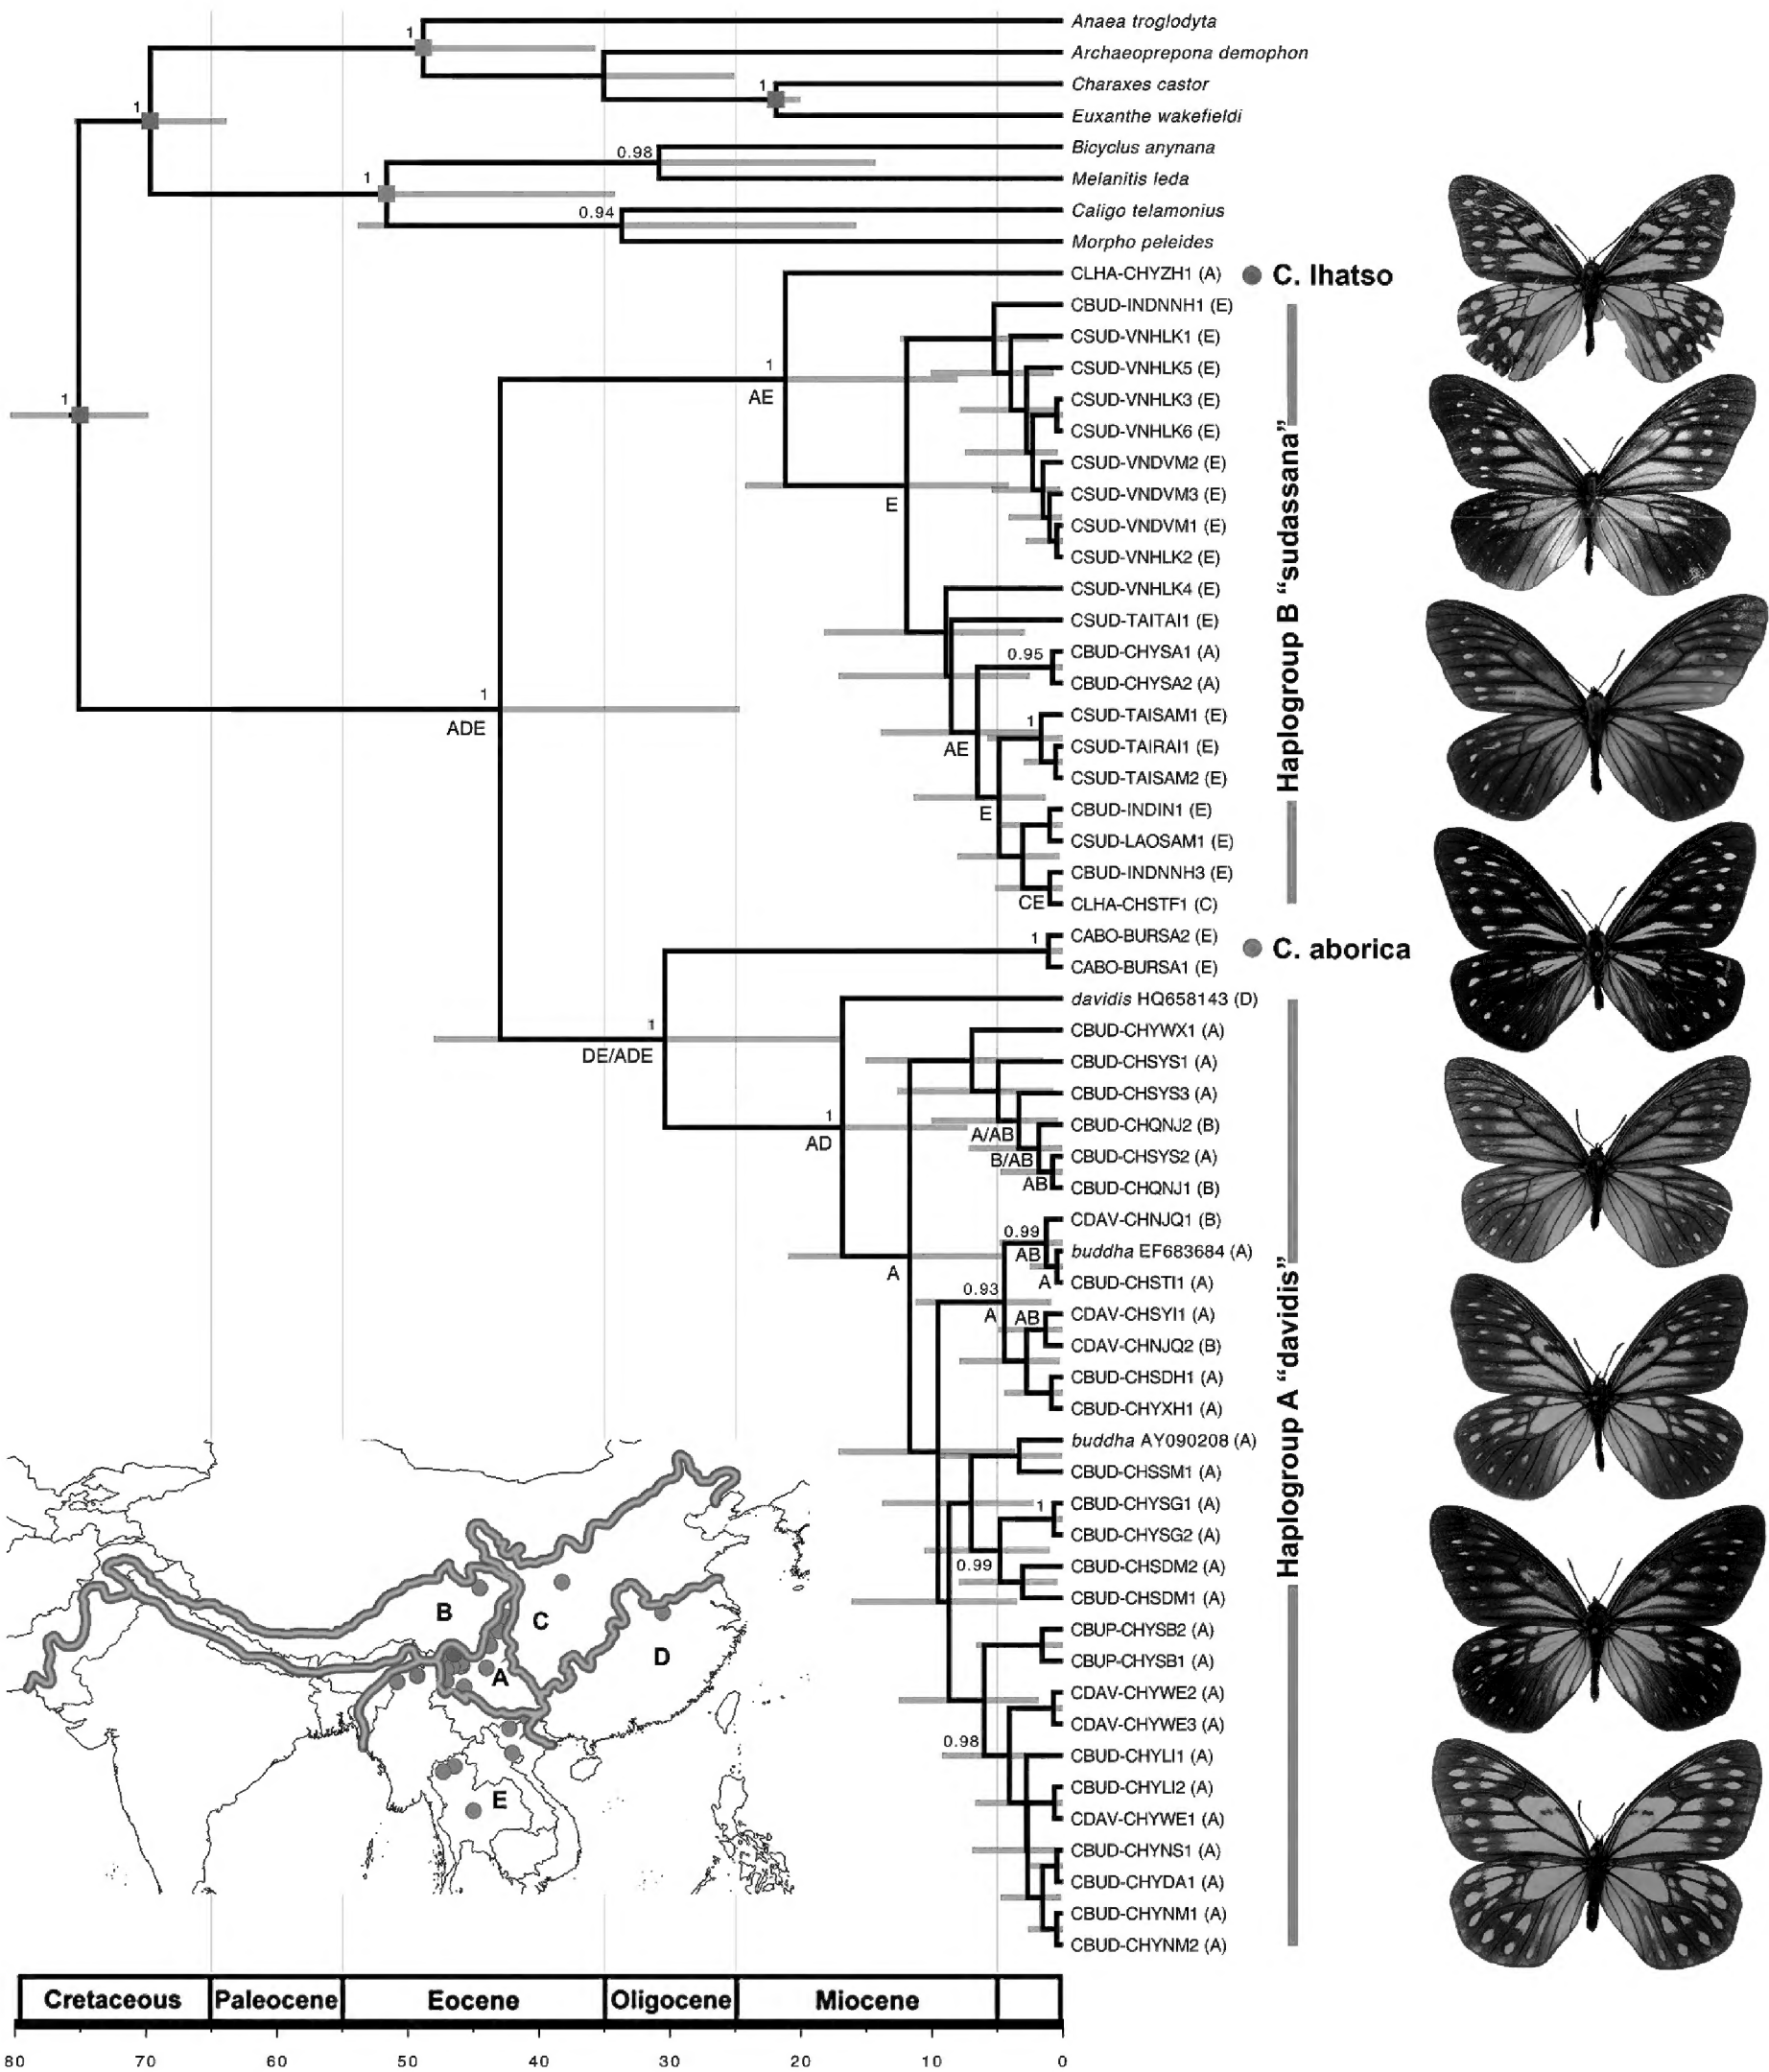 1
Anaea troglodyta
Archaeoprepona demophon
1
Charaxes castor
1
Euxanthe wakefieldi
0.98
Bicyclus anynana
1
Melanitis leda
0.94
Caligo telamonius
Morpho peleides
CLHA-CHYZH1 (A)
C. lhatso
CBUD-INDNNH1 (E)
CSUD-VNHLK1 (E)
1
CSUD-VNHLK5 (E)
AE
1
CSUD-VNHLK3 (E)
CSUD-VNHLK6 (E)
CSUD-VNDVM2 (E)
CSUD-VNDVM3 (E)
E
CSUD-VNDVM1 (E)
CSUD-VNHLK2 (E)
CSUD-VNHLK4 (E)
CSUD-TAITAI1 (E)
0.95
CBUD-CHYSA1 (A)
CBUD-CHYSA2 (A)
1
ADE
1
CSUD-TAISAM1 (E)
AE
CSUD-TAIRAI1 (E)
CSUD-TAISAM2 (E)
E
CBUD-INDIN1 (E)
CSUD-LAOSAM1 (E)
CBUD-INDNNH3 (E)
CE
CLHA-CHSTF1 (C)
Haplogroup B “sudassana”
1
CABO-BURSA2 (E)
C. aborica
CABO-BURSA1 (E)
davidis HQ658143 (D)
1
DE/ADE
CBUD-CHYWX1 (A)
CBUD-CHSYS1 (A)
CBUD-CHSYS3 (A)
1
AD
A/AB
CBUD-CHQNJ2 (B)
B/AB
CBUD-CHSYS2 (A)
AB
CBUD-CHQNJ1 (B)
CDAV-CHNJQ1 (B)
0.99
AB
buddha EF683684 (A)
A
A
CBUD-CHSTI1 (A)
0.93
A
AB
CDAV-CHSYI1 (A)
CDAV-CHNJQ2 (B)
CBUD-CHSDH1 (A)
CBUD-CHYXH1 (A)
buddha AY090208 (A)
CBUD-CHSSM1 (A)
1
CBUD-CHYSG1 (A)
CBUD-CHYSG2 (A)
0.99
CBUD-CHSDM2 (A)
CBUD-CHSDM1 (A)
CBUP-CHYSB2 (A)
CBUP-CHYSB1 (A)
CDAV-CHYWE2 (A)
CDAV-CHYWE3 (A)
0.98
CBUD-CHYLI1 (A)
CBUD-CHYLI2 (A)
CDAV-CHYWE1 (A)
CBUD-CHYNS1 (A)
CBUD-CHYDA1 (A)
CBUD-CHYNM1 (A)
CBUD-CHYNM2 (A)
Haplogroup A “davidis”
B
C
D
A
E
Cretaceous Paleocene Eocene Oligocene Miocene
80 70 60 50 40 30 20 10 0